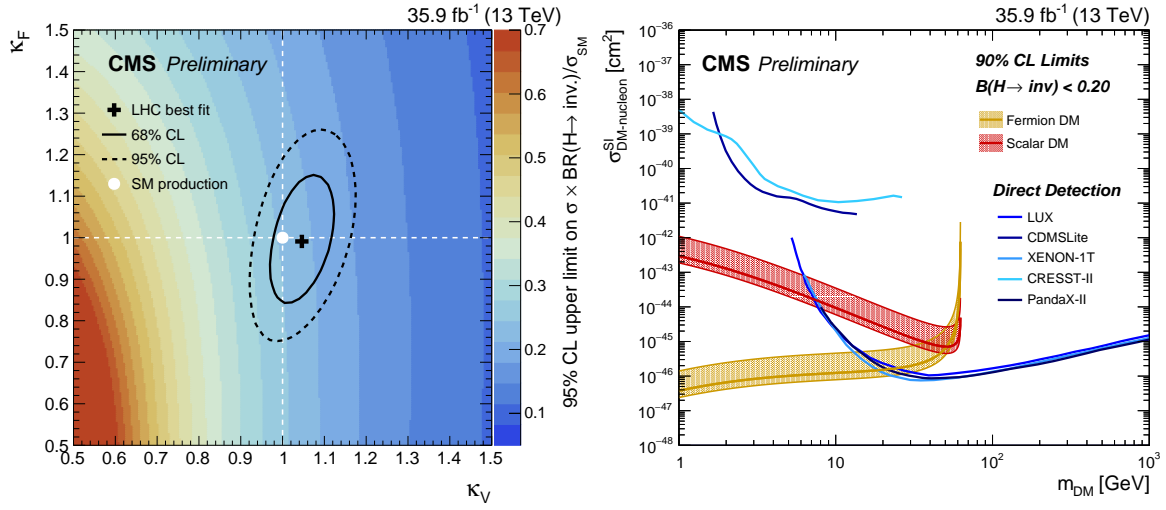 35.9 fb⁻¹ (13 TeV)
κ_F
CMS Preliminary
LHC best fit
68% CL
95% CL
SM production
1.5
1.4
1.3
1.2
1.1
1
0.9
0.8
0.7
0.6
0.5
0.5 0.6 0.7 0.8 0.9 1 1.1 1.2 1.3 1.4 1.5
κ_V
0.7
0.6
0.5
0.4
0.3
0.2
0.1
95% CL upper limit on σ × BR(H→ inv.)/σ_SM
35.9 fb⁻¹ (13 TeV)
σ^SI_DM-nucleon [cm²]
CMS Preliminary
90% CL Limits
B(H→ inv) < 0.20
Fermion DM
Scalar DM
Direct Detection
LUX
CDMSLite
XENON-1T
CRESST-II
PandaX-II
10⁻³⁶
10⁻³⁷
10⁻³⁸
10⁻³⁹
10⁻⁴⁰
10⁻⁴¹
10⁻⁴²
10⁻⁴³
10⁻⁴⁴
10⁻⁴⁵
10⁻⁴⁶
10⁻⁴⁷
10⁻⁴⁸
1 10 10² 10³
m_DM [GeV]